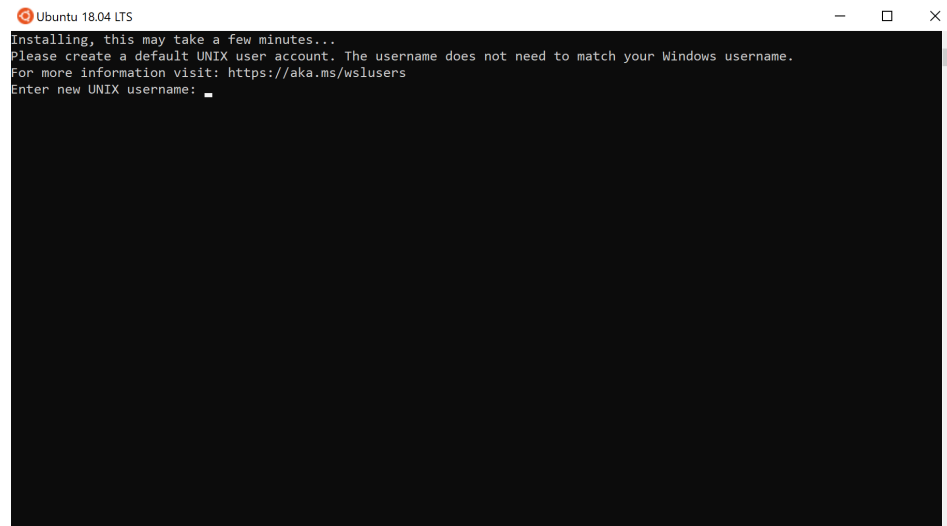 Ubuntu 18.04 LTS
Installing, this may take a few minutes...
Please create a default UNIX user account. The username does not need to match your Windows username.
For more information visit: https://aka.ms/wslusers
Enter new UNIX username: